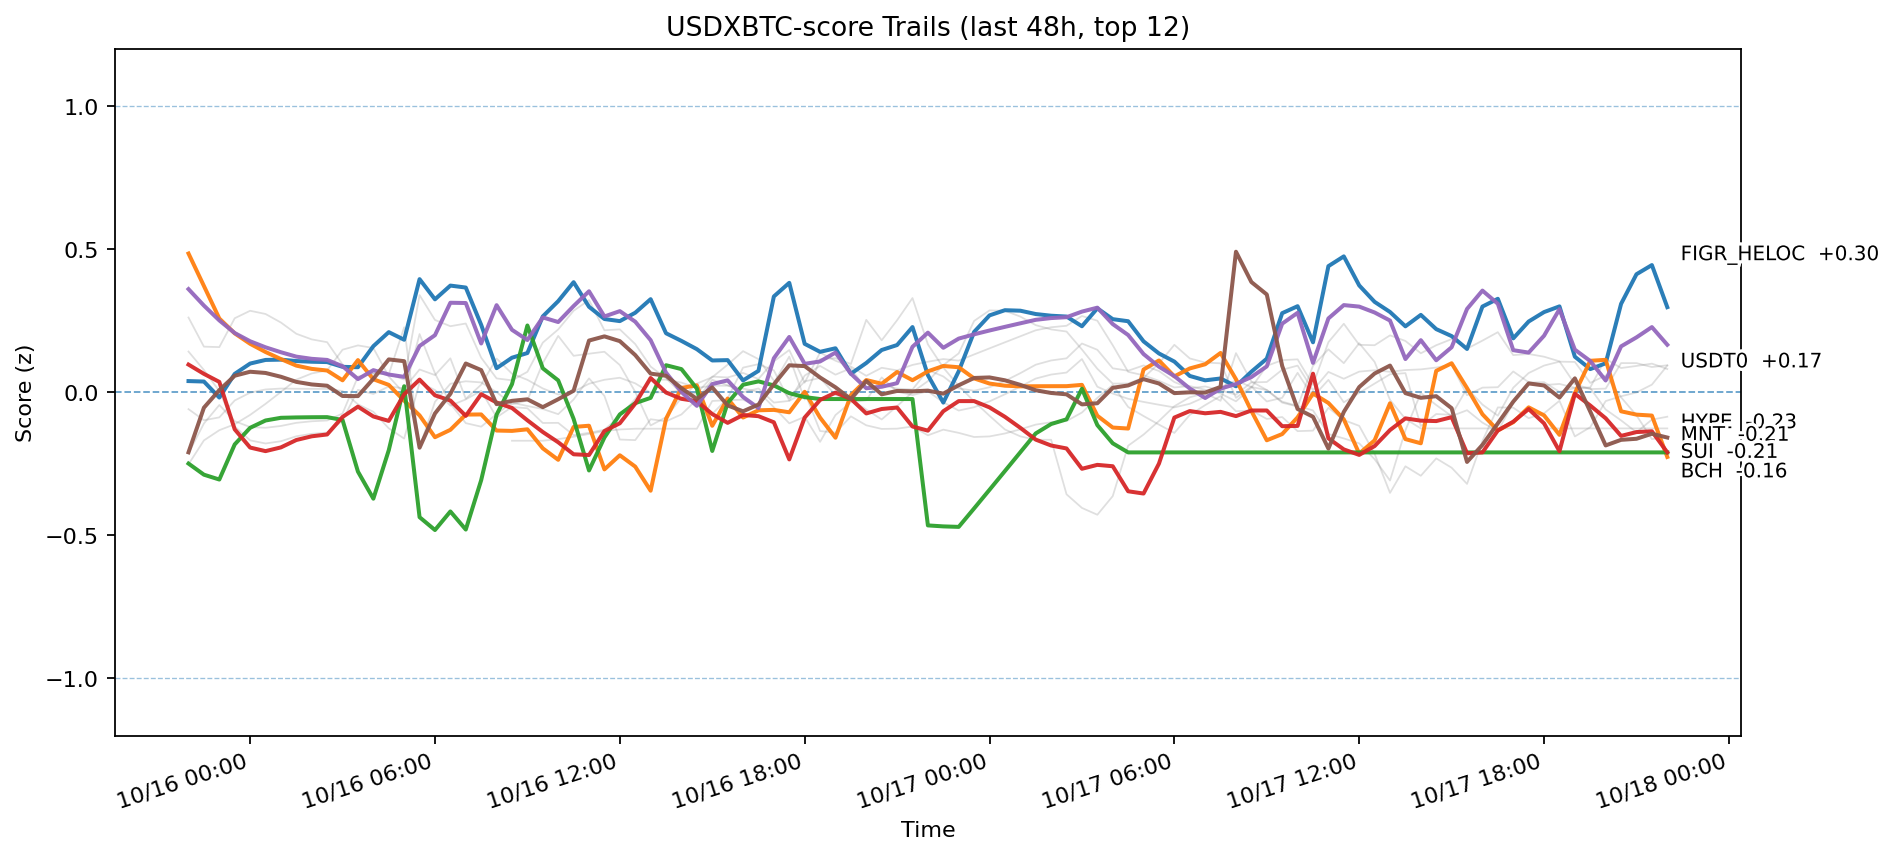 USDXBTC-score Trails (last 48h, top 12)
Score (z)
1.0
0.5
0.0
−0.5
−1.0
FIGR_HELOC +0.30
USDT0 +0.17
HYPE -0.23
MNT -0.21
SUI -0.21
BCH -0.16
10/16 00:00
10/16 06:00
10/16 12:00
10/16 18:00
10/17 00:00
10/17 06:00
10/17 12:00
10/17 18:00
10/18 00:00
Time